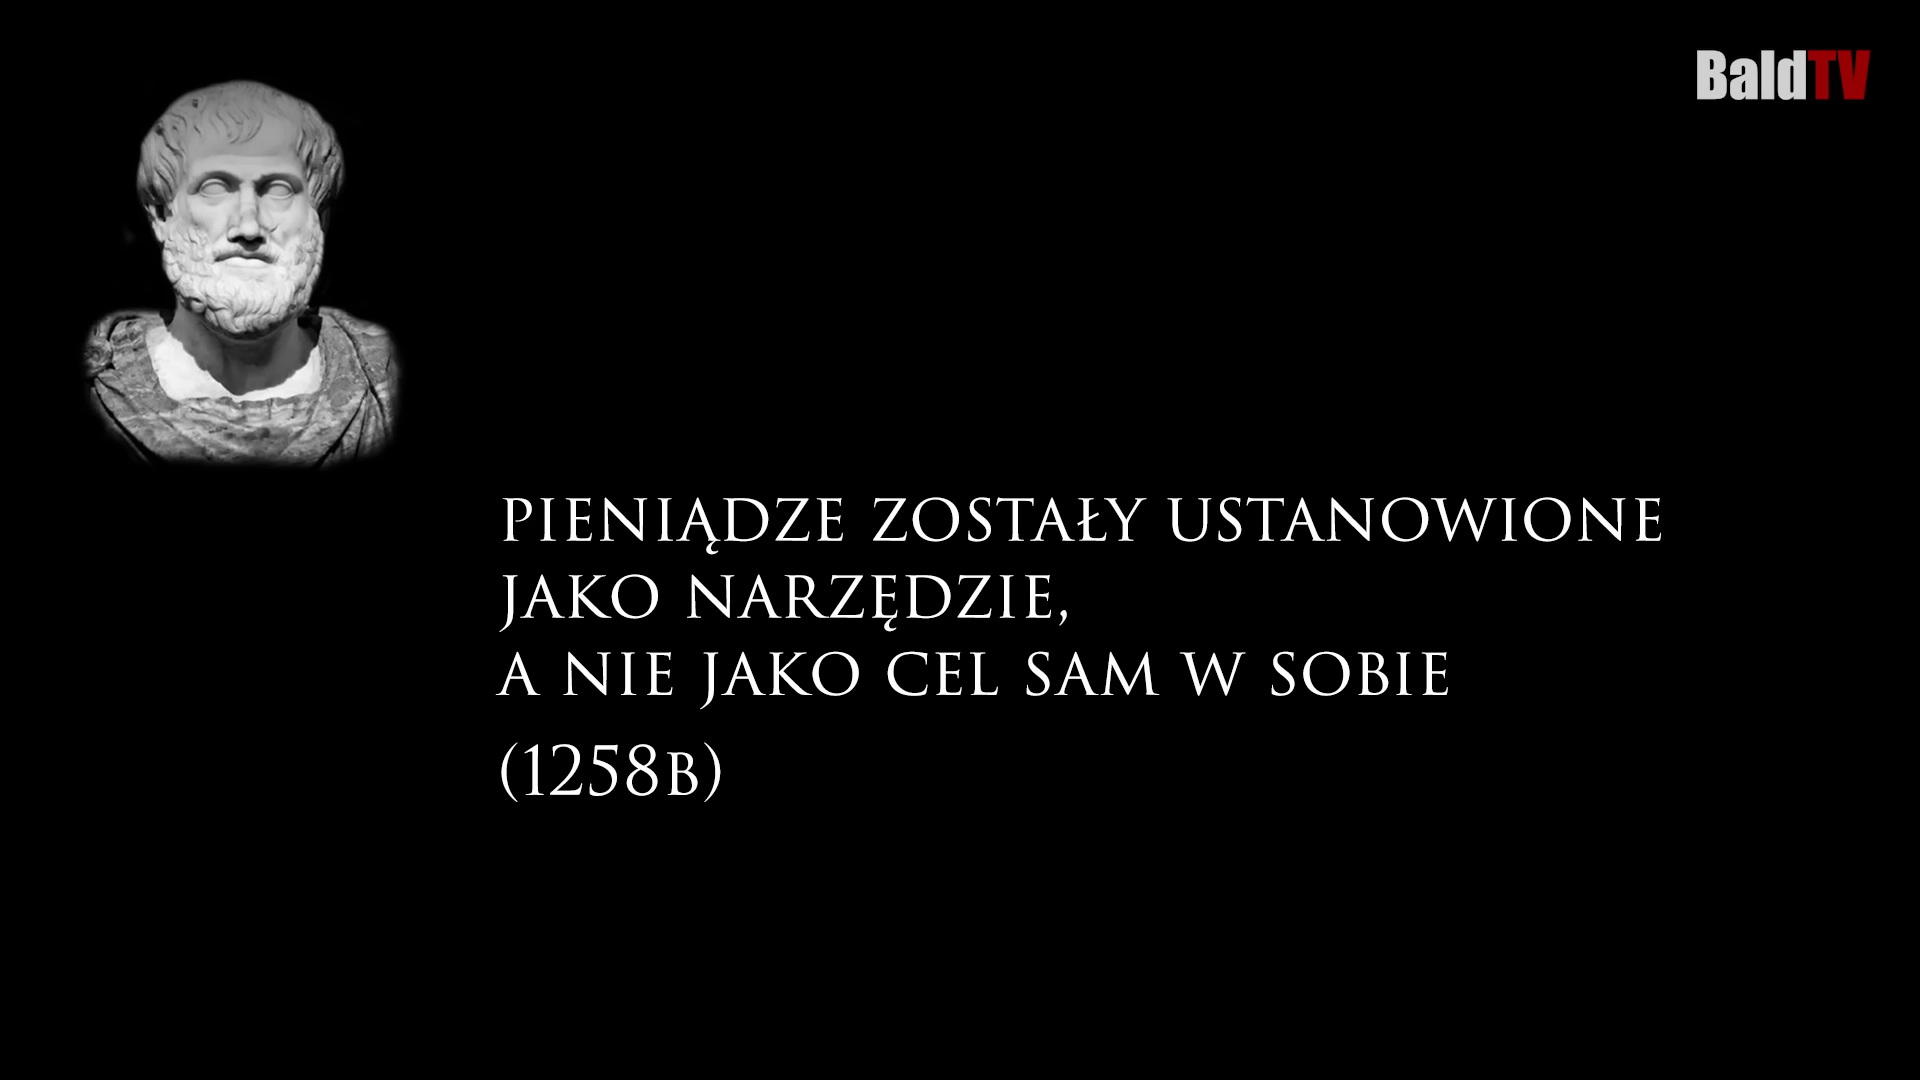 BaldTV
PIENIĄDZE ZOSTAŁY USTANOWIONE
JAKO NARZĘDZIE,
A NIE JAKO CEL SAM W SOBIE
(1258B)